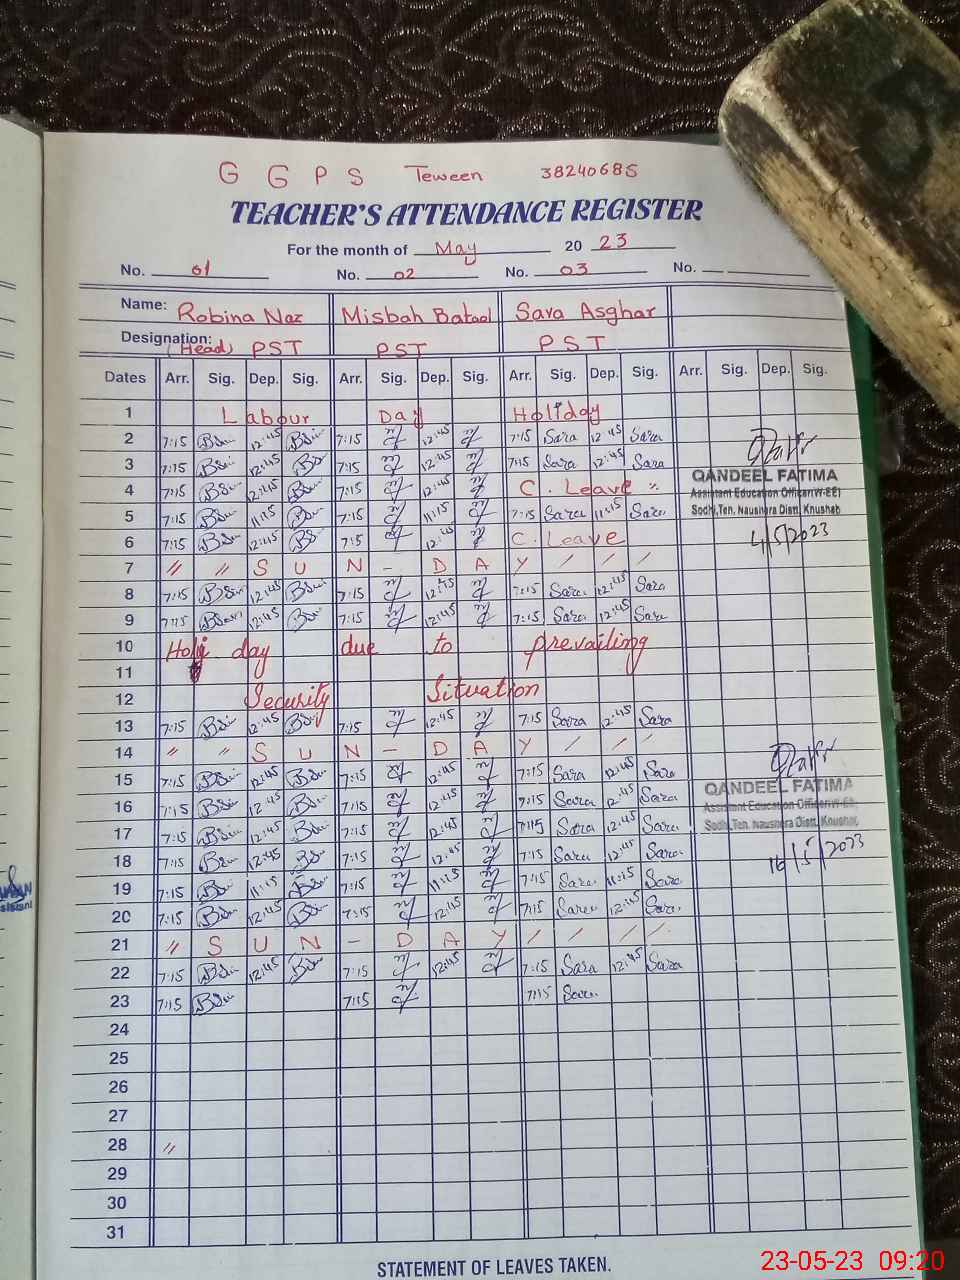 G G P S Teween 38240685
TEACHER'S ATTENDANCE REGISTER
For the month of May 2023
No. 01 No. 02 No. 03 No.
Name: Robina Naz Misbah Batool Sara Asghar
Designation: (Head) PST PST PST
Dates Arr. Sig. Dep. Sig. Arr. Sig. Dep. Sig. Arr. Sig. Dep. Sig. Arr. Sig. Dep. Sig.
1 Labour Day Holiday
2 7:15 12:45 7:15 12:45 7:15 Sara 12:45 Sara
3 7:15 12:45 7:15 12:45 7:15 Sara 12:45 Sara
QANDEEL FATIMA
4 7:15 12:45 7:15 12:45 C. Leave
Assistant Education Officer W-EE
5 7:15 11:15 7:15 11:15 7:15 Sara 11:15 Sara
Sodhi, Teh. Naushera Distt. Khushab
6 7:15 12:45 7:15 12:45 C. Leave
4/5/2023
7 " " S U N - D A Y / / /
8 7:15 12:45 7:15 12:45 7:15 Sara 12:45 Sara
9 7:15 12:45 7:15 12:45 7:15 Sara 12:45 Sara
10 Holiday due to prevailing
11
12 Security Situation
13 7:15 12:45 7:15 12:45 7:15 Sara 12:45 Sara
14 " " S U N - D A Y / / /
15 7:15 12:45 7:15 12:45 7:15 Sara 12:45 Sara
QANDEEL FATIMA
16 7:15 12:45 7:15 12:45 7:15 Sara 12:45 Sara
Assistant Education Officer W-EE
17 7:15 12:45 7:15 12:45 7:15 Sara 12:45 Sara
Sodhi, Teh. Naushera Distt. Khushab
18 7:15 12:45 7:15 12:45 7:15 Sara 12:45 Sara
16/5/2023
19 7:15 11:15 7:15 11:15 7:15 Sara 11:15 Sara
20 7:15 12:45 7:15 12:45 7:15 Sara 12:45 Sara
21 " S U N - D A Y / / / /
22 7:15 12:45 7:15 12:45 7:15 Sara 12:45 Sara
23 7:15 7:15 7:15 Sara
24
25
26
27
28 "
29
30
31
STATEMENT OF LEAVES TAKEN.
23-05-23 09:20